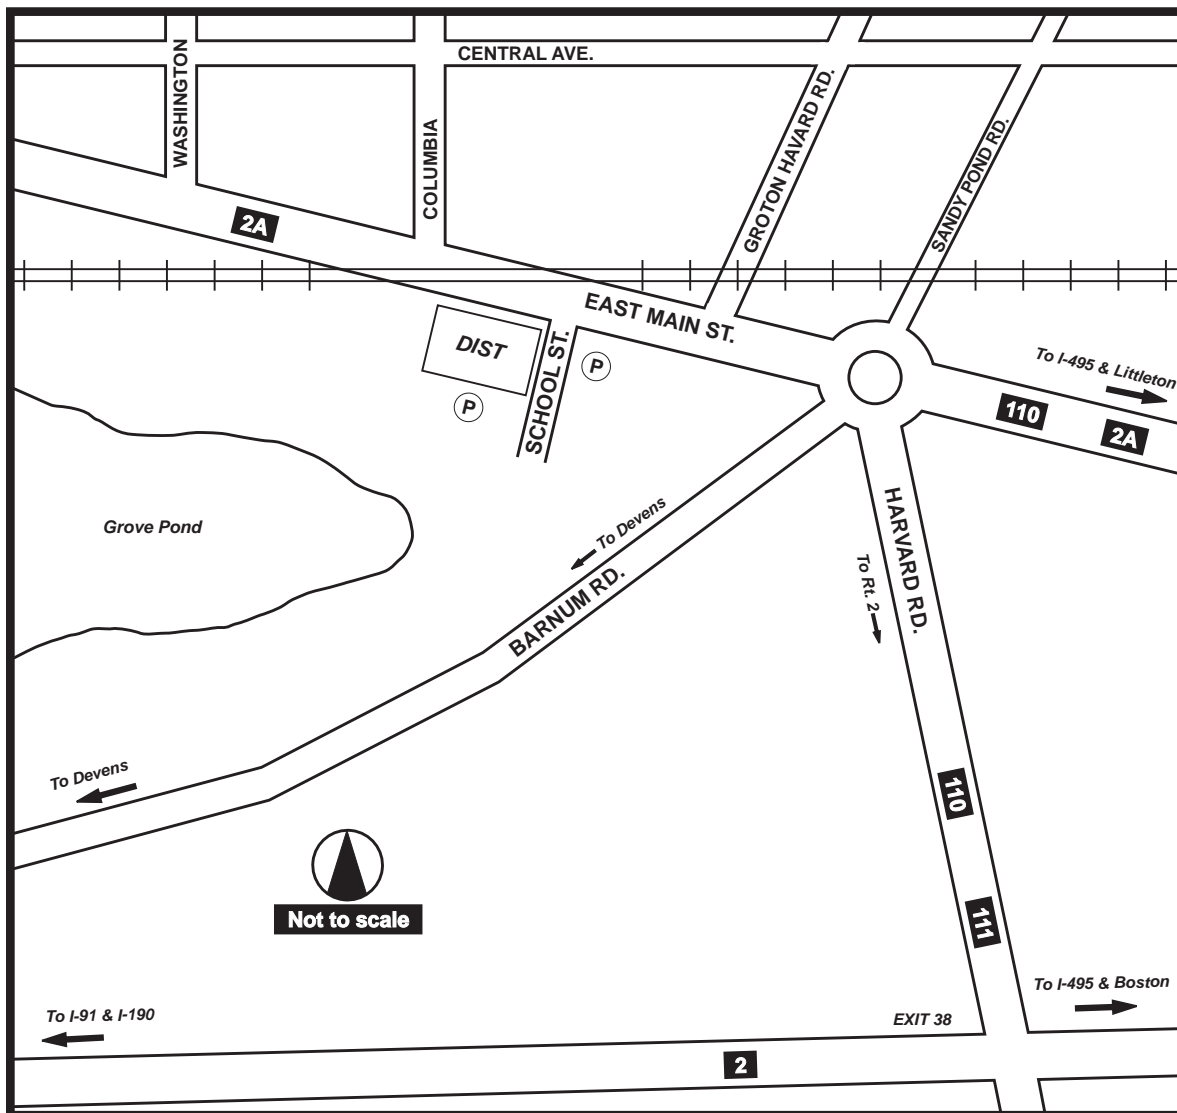 CENTRAL AVE.
WASHINGTON
COLUMBIA
GROTON HAVARD RD.
SANDY POND RD.
2A
EAST MAIN ST.
DIST
SCHOOL ST.
P
P
To I-495 & Littleton
110
2A
Grove Pond
To Devens
BARNUM RD.
HARVARD RD.
To Rt. 2
To Devens
110
Not to scale
111
To I-495 & Boston
To I-91 & I-190
EXIT 38
2